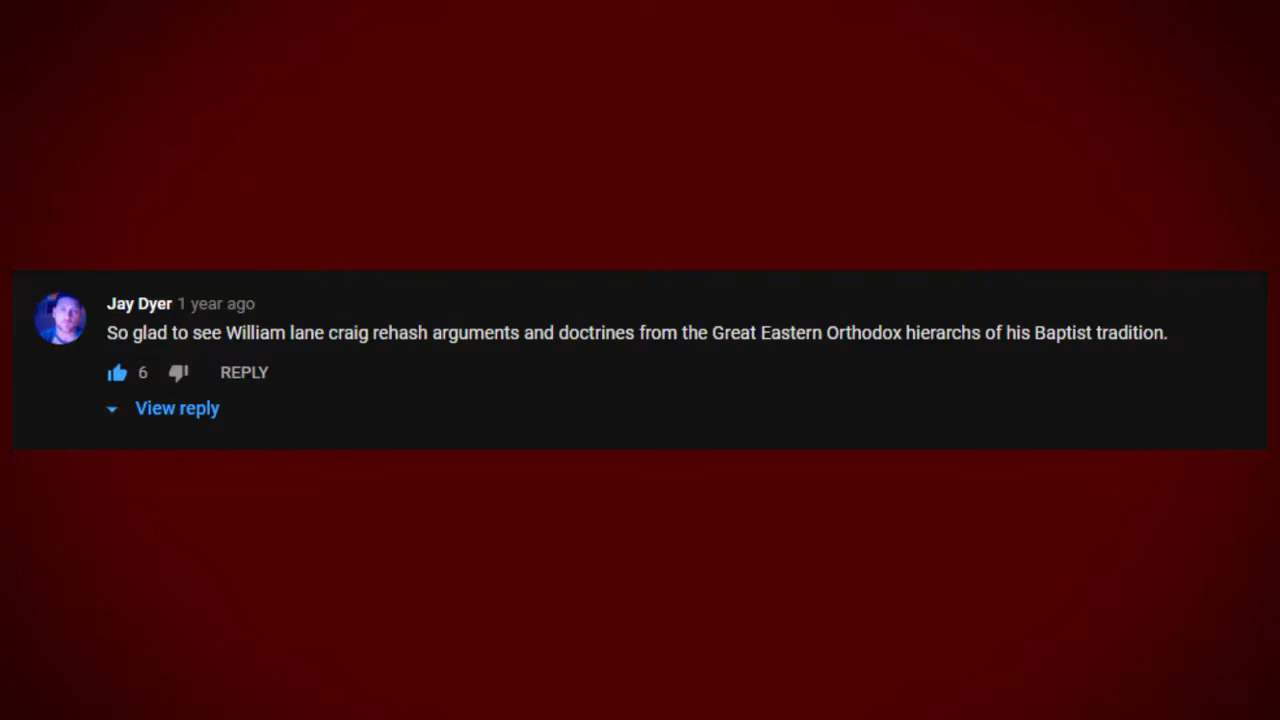 Jay Dyer 1 year ago
So glad to see William lane craig rehash arguments and doctrines from the Great Eastern Orthodox hierarchs of his Baptist tradition.
6 REPLY
View reply